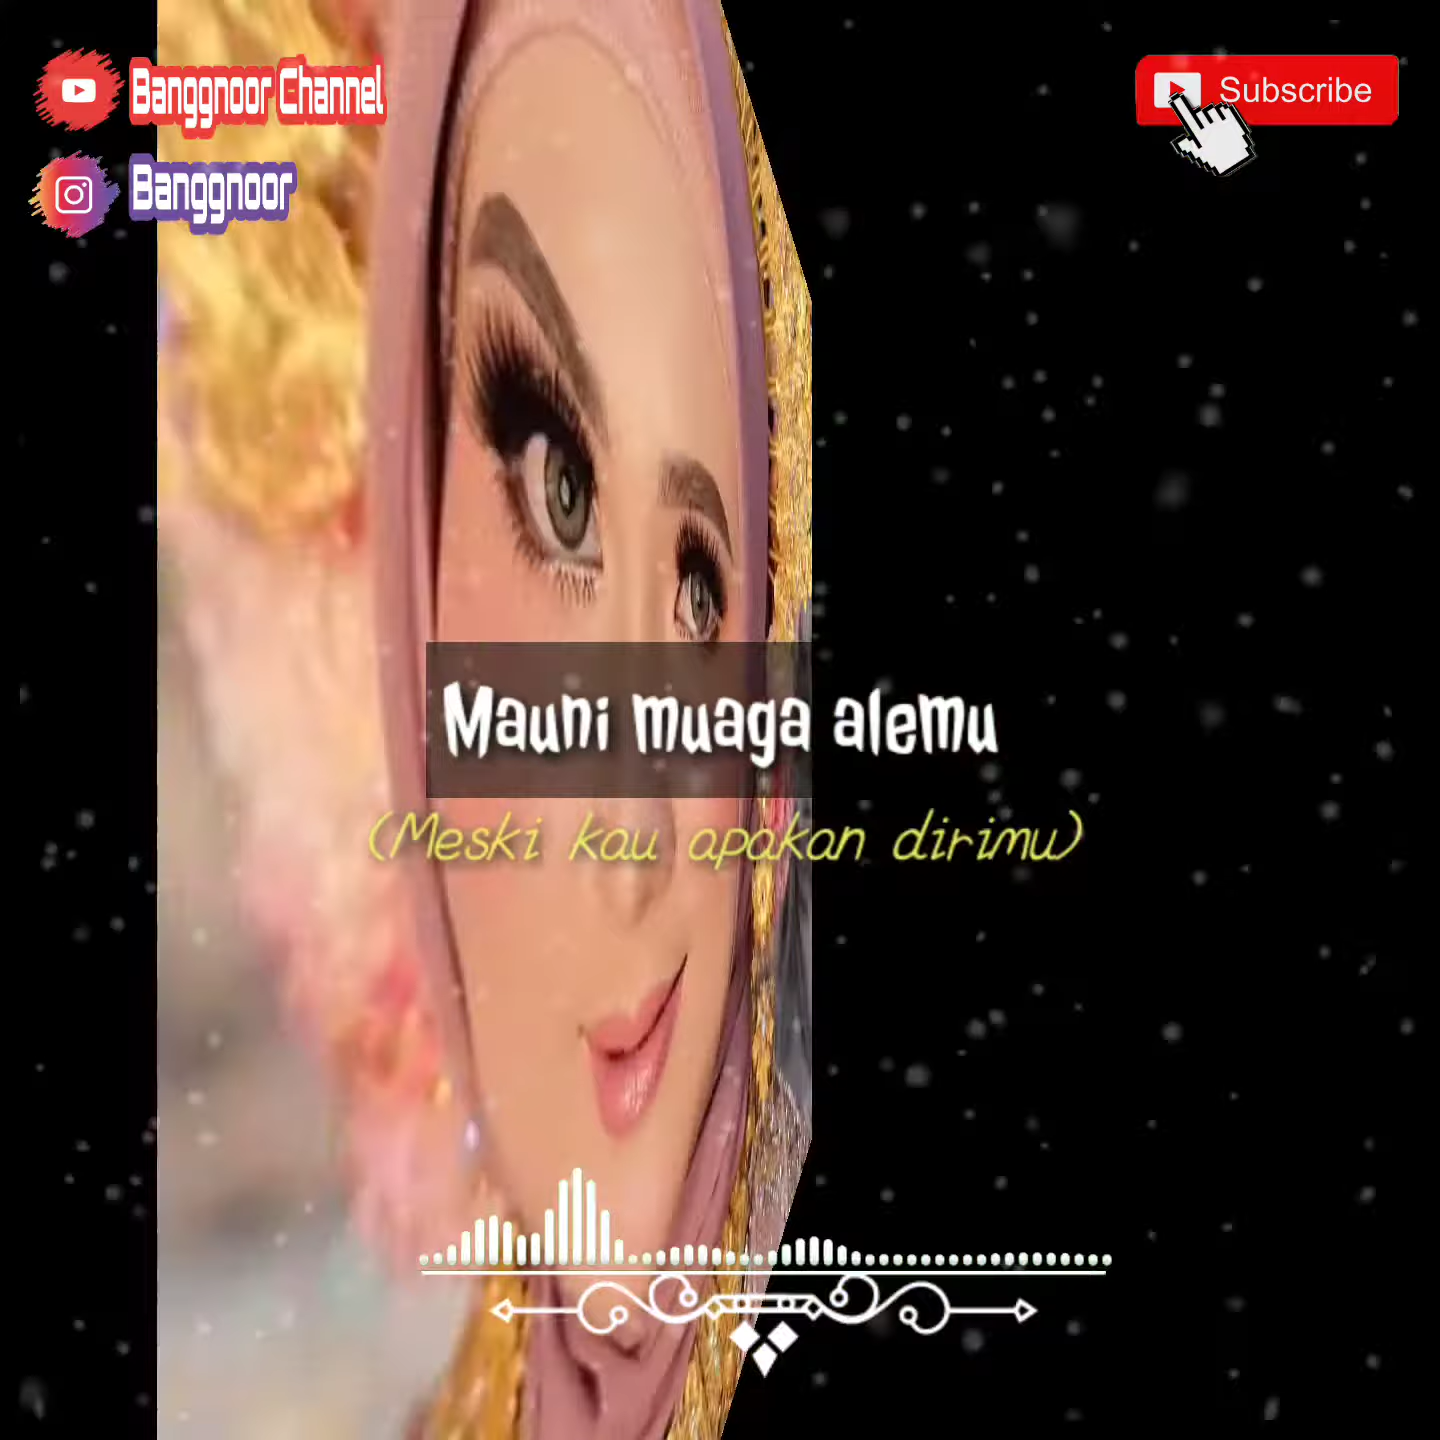 Banggnoor Channel
Subscribe
Banggnoor
Mauni muaga alemu
(Meski kau apakan dirimu)